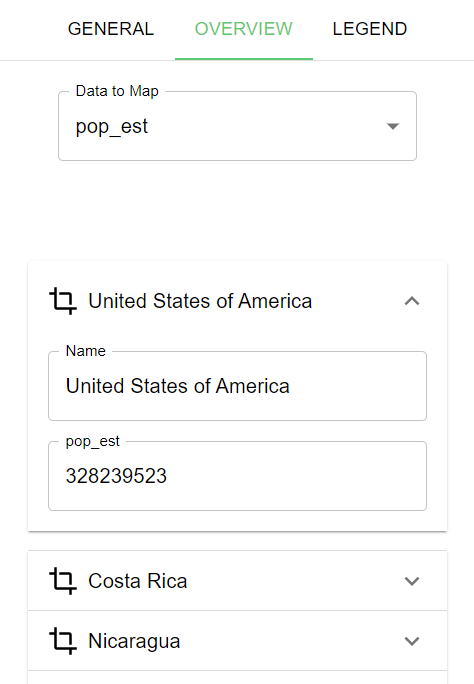 GENERAL OVERVIEW LEGEND
Data to Map
pop_est
United States of America
Name
United States of America
pop_est
328239523
Costa Rica
Nicaragua